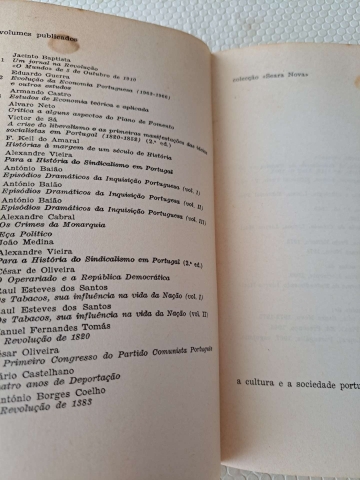 volumes publicados
1 Jacinto Baptista
Um jornal na Revolução
«O Mundo» de 5 de Outubro de 1910
2 Eduardo Guerra
Evolução da Economia Portuguesa
e outros estudos
3 Armando Castro
Estudos de Economia teórica e aplicada
Alvaro Neto
Crítica a alguns aspectos do Plano de Fomento
Victor de Sá
A crise do liberalismo e as primeiras manifestações das ideias
socialistas em Portugal (1820-1852) (2.ª ed.)
F. Keil do Amaral
Histórias à margem de um século de História
Alexandre Vieira
Para a História do Sindicalismo em Portugal
António Baião
Episódios Dramáticos da Inquisição Portuguesa (vol. I)
António Baião
Episódios Dramáticos da Inquisição Portuguesa (vol. II)
António Baião
Episódios Dramáticos da Inquisição Portuguesa (vol. III)
Alexandre Cabral
Os Crimes da Monarquia
Eça Político
João Medina
Alexandre Vieira
Para a História do Sindicalismo em Portugal (2.ª ed.)
César de Oliveira
O Operariado e a República Democrática
Raul Esteves dos Santos
Os Tabacos, sua influência na vida da Nação (vol. I)
Raul Esteves dos Santos
Os Tabacos, sua influência na vida da Nação (vol. II)
Manuel Fernandes Tomás
Revolução de 1820
César Oliveira
Primeiro Congresso do Partido Comunista Português
Mário Castelhano
Quatro anos de Deportação
António Borges Coelho
Revolução de 1383
colecção «Seara Nova»
a cultura e a sociedade portu